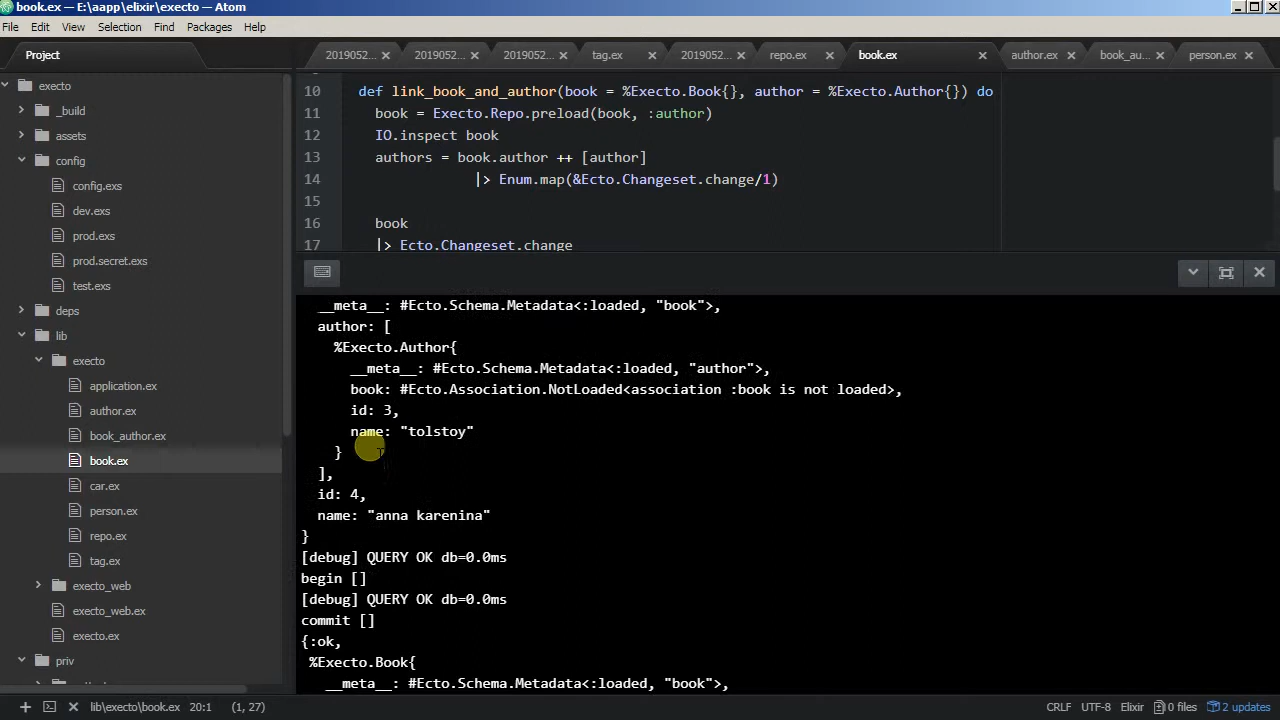 book.ex — E:\aapp\elixir\execto — Atom
File Edit View Selection Find Packages Help
Project
2019052... 2019052... 2019052... tag.ex 2019052... repo.ex book.ex author.ex book_au... person.ex
execto
_build
assets
config
config.exs
dev.exs
prod.exs
prod.secret.exs
test.exs
deps
lib
execto
application.ex
author.ex
book_author.ex
book.ex
car.ex
person.ex
repo.ex
tag.ex
execto_web
execto_web.ex
execto.ex
priv
10 def link_book_and_author(book = %Execto.Book{}, author = %Execto.Author{}) do
11 book = Execto.Repo.preload(book, :author)
12 IO.inspect book
13 authors = book.author ++ [author]
14 |> Enum.map(&Ecto.Changeset.change/1)
15
16 book
17 |> Ecto.Changeset.change
__meta__: #Ecto.Schema.Metadata<:loaded, "book">,
author: [
%Execto.Author{
__meta__: #Ecto.Schema.Metadata<:loaded, "author">,
book: #Ecto.Association.NotLoaded<association :book is not loaded>,
id: 3,
name: "tolstoy"
}
],
id: 4,
name: "anna karenina"
}
[debug] QUERY OK db=0.0ms
begin []
[debug] QUERY OK db=0.0ms
commit []
{:ok,
%Execto.Book{
__meta__: #Ecto.Schema.Metadata<:loaded, "book">,
lib\execto\book.ex 20:1 (1, 27) CRLF UTF-8 Elixir 0 files 2 updates